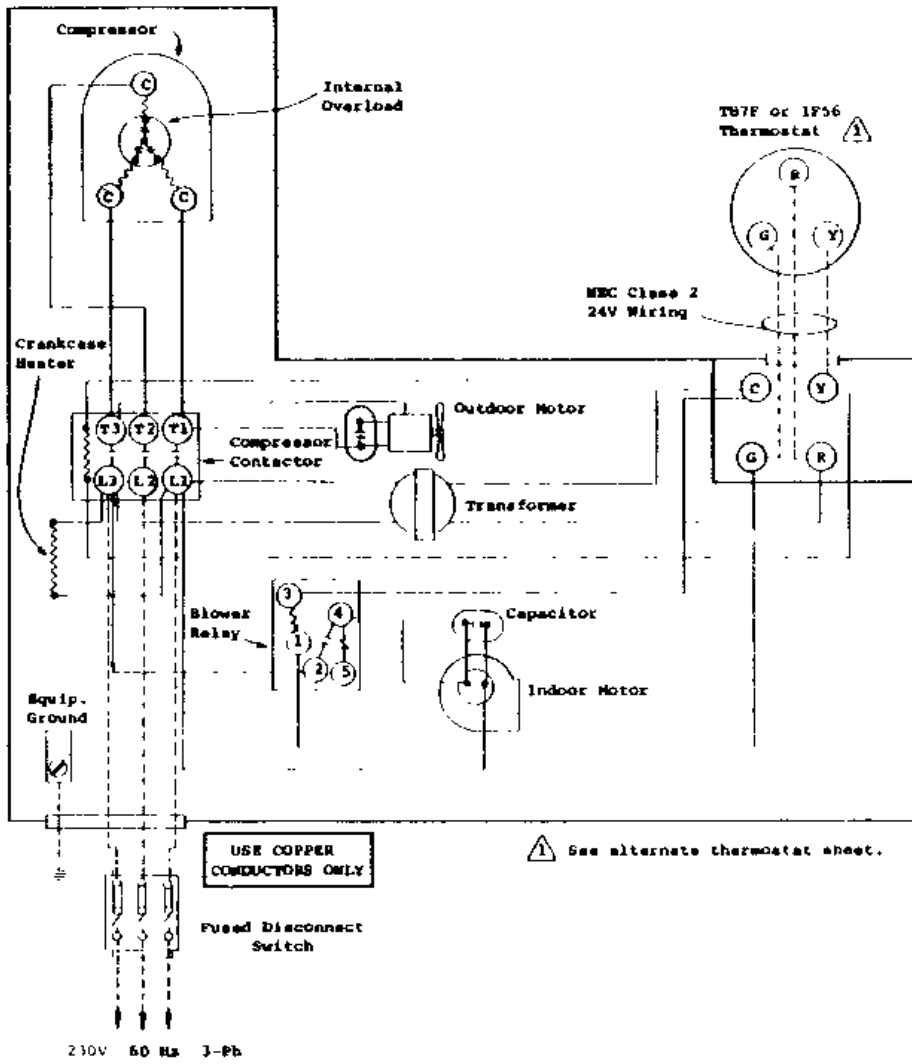 Compressor
C
Internal
Overload
C C
T87F or 1F56
Thermostat 1
R
G Y
NEC Class 2
24V Wiring
Crankcase
Heater
C Y
G R
T3 T2 T1
L3 L2 L1
Compressor
Contactor
Outdoor Motor
Transformer
Blower
Relay
3
4
1
2 5
Capacitor
Indoor Motor
Equip.
Ground
USE COPPER
CONDUCTORS ONLY
1 See alternate thermostat sheet.
Fused Disconnect
Switch
230V 60 Hz 3-Ph